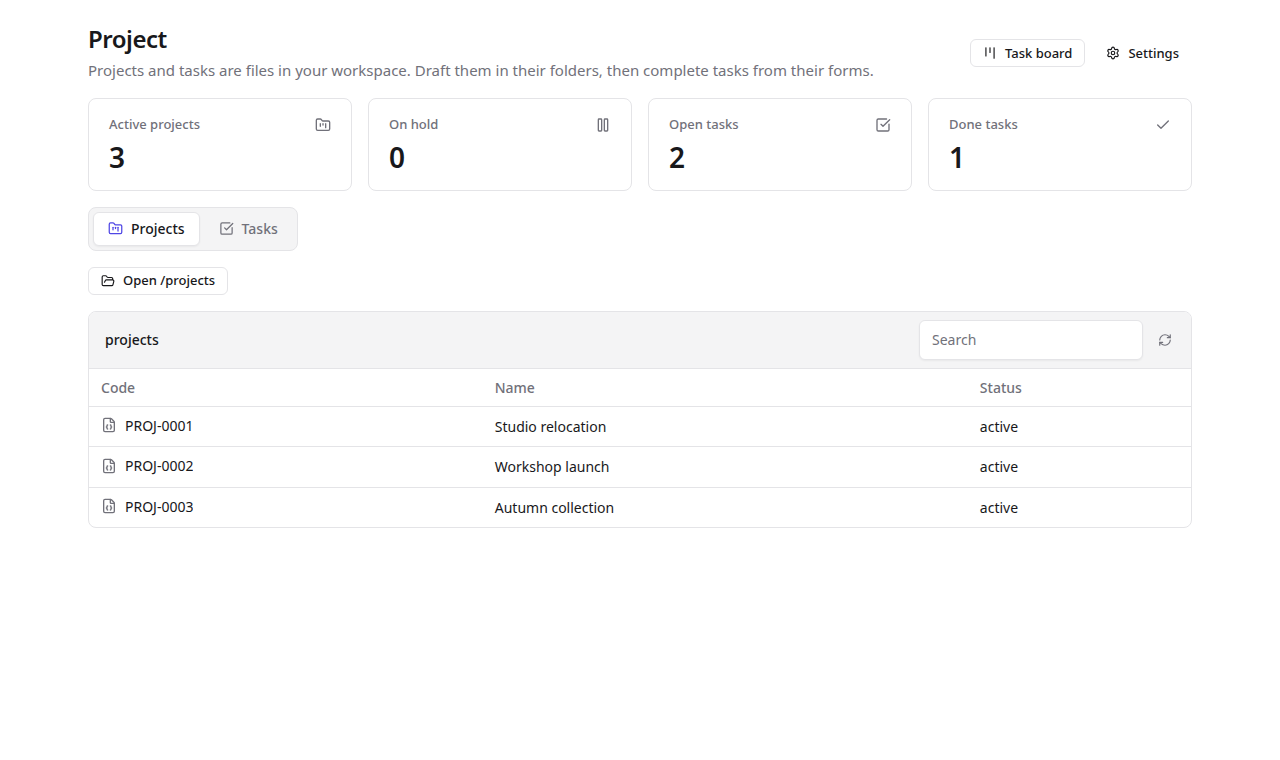 Project
Projects and tasks are files in your workspace. Draft them in their folders, then complete tasks from their forms.
Task board
Settings
Active projects
3
On hold
0
Open tasks
2
Done tasks
1
Projects
Tasks
Open /projects
projects
Search
Code Name Status
PROJ-0001 Studio relocation active
PROJ-0002 Workshop launch active
PROJ-0003 Autumn collection active